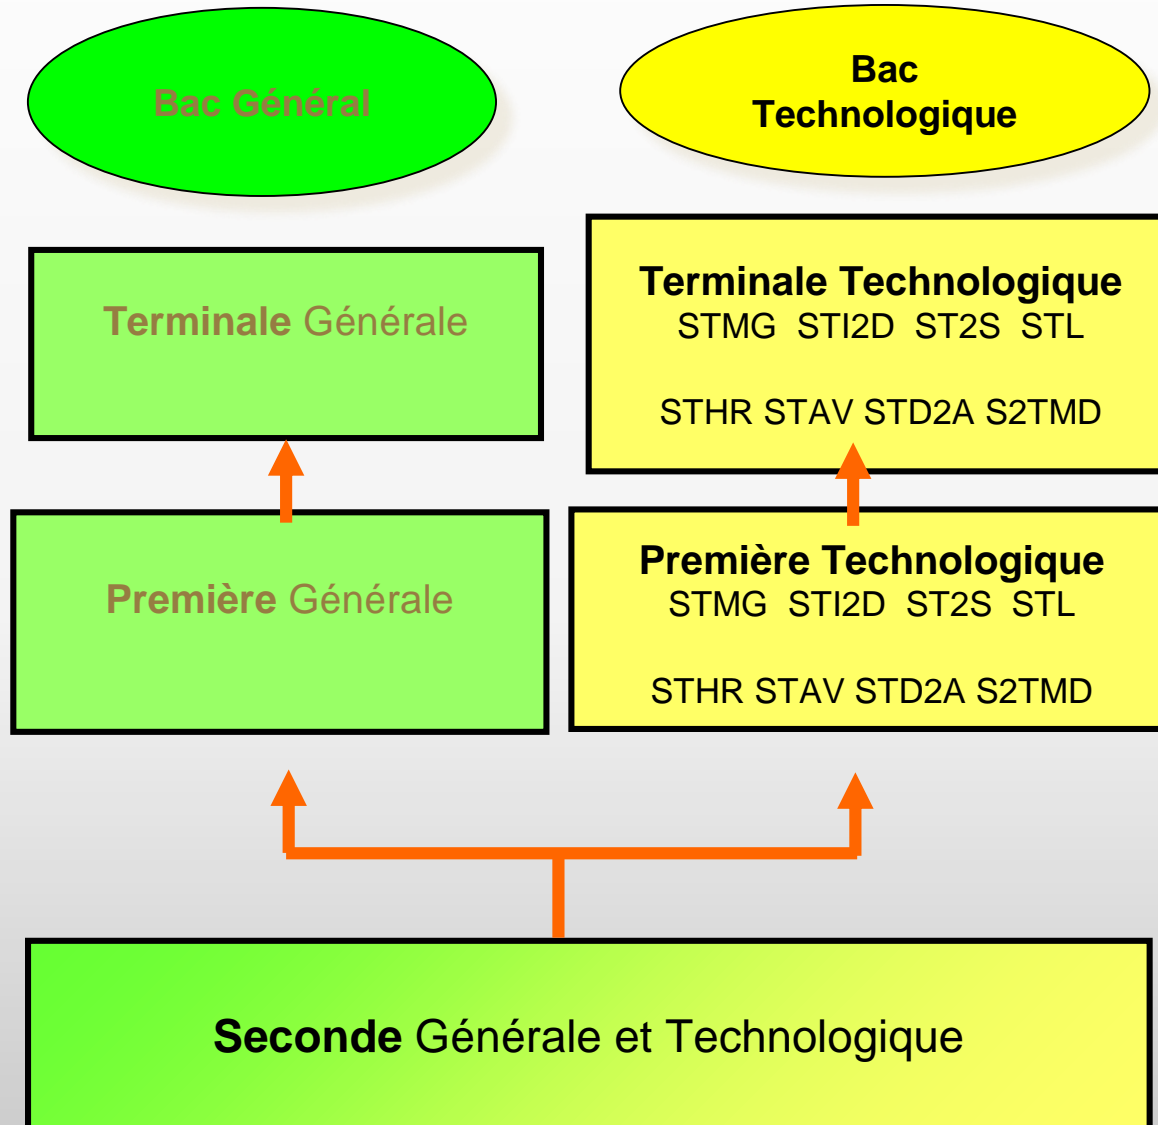 Bac Général
Bac
Technologique
Terminale Générale
Terminale Technologique
STMG STI2D ST2S STL
STHR STAV STD2A S2TMD
Première Générale
Première Technologique
STMG STI2D ST2S STL
STHR STAV STD2A S2TMD
Seconde Générale et Technologique